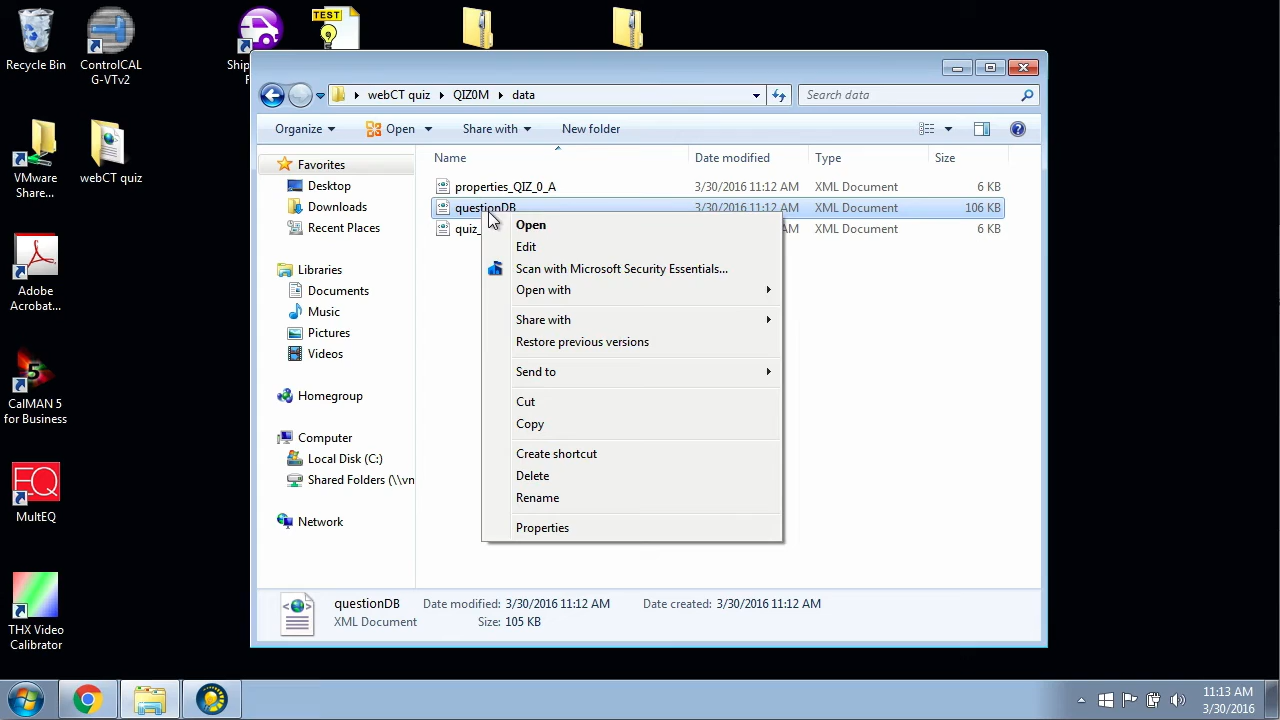 Recycle Bin
ControlCAL
G-VTv2
Ship
TEST
VMware
Share...
webCT quiz
Adobe
Acrobat...
5
CalMAN 5
for Business
EQ
MultEQ
THX Video
Calibrator
webCT quiz
QIZ0M
data
Search data
Organize
Open
Share with
New folder
Favorites
Desktop
Downloads
Recent Places
Libraries
Documents
Music
Pictures
Videos
Homegroup
Computer
Local Disk (C:)
Shared Folders (\\vn
Network
Name
Date modified
Type
Size
properties_QIZ_0_A
3/30/2016 11:12 AM
XML Document
6 KB
questionDB
3/30/2016 11:12 AM
XML Document
106 KB
quiz_
AM
XML Document
6 KB
Open
Edit
Scan with Microsoft Security Essentials...
Open with
Share with
Restore previous versions
Send to
Cut
Copy
Create shortcut
Delete
Rename
Properties
questionDB
Date modified: 3/30/2016 11:12 AM
Date created: 3/30/2016 11:12 AM
XML Document
Size: 105 KB
11:13 AM
3/30/2016